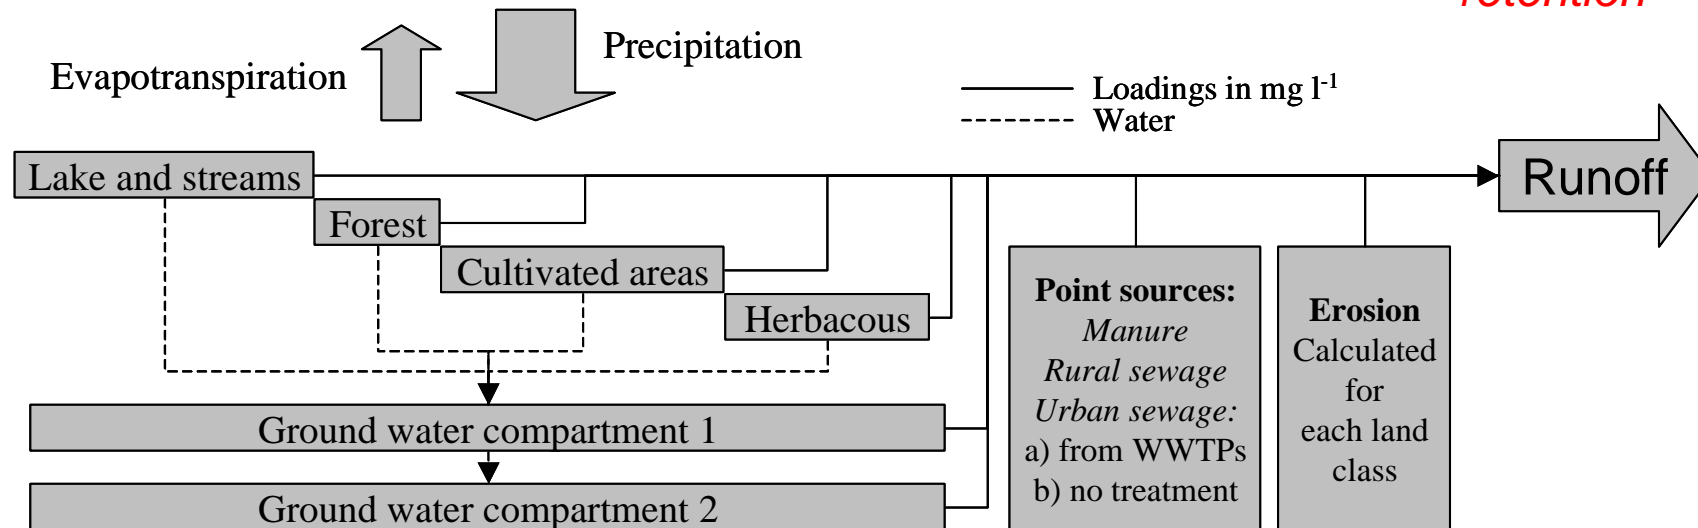 retention
Evapotranspiration
Precipitation
Loadings in mg l-1
Water
Lake and streams
Runoff
Forest
Cultivated areas
Herbacous
Point sources:
Manure
Rural sewage
Urban sewage:
a) from WWTPs
b) no treatment
Erosion
Calculated
for
each land
class
Ground water compartment 1
Ground water compartment 2